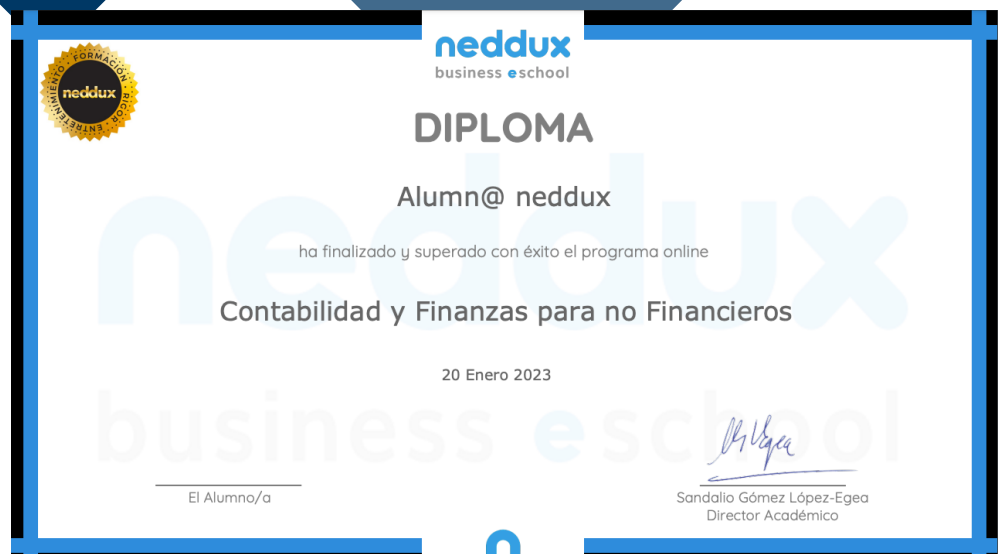 neddux
business eschool
FORMACIÓN · RIGOR · ENTRETENIMIENTO
neddux
DIPLOMA
Alumn@ neddux
ha finalizado y superado con éxito el programa online
Contabilidad y Finanzas para no Financieros
20 Enero 2023
neddux
business eschool
El Alumno/a
Sandalio Gómez López-Egea
Director Académico